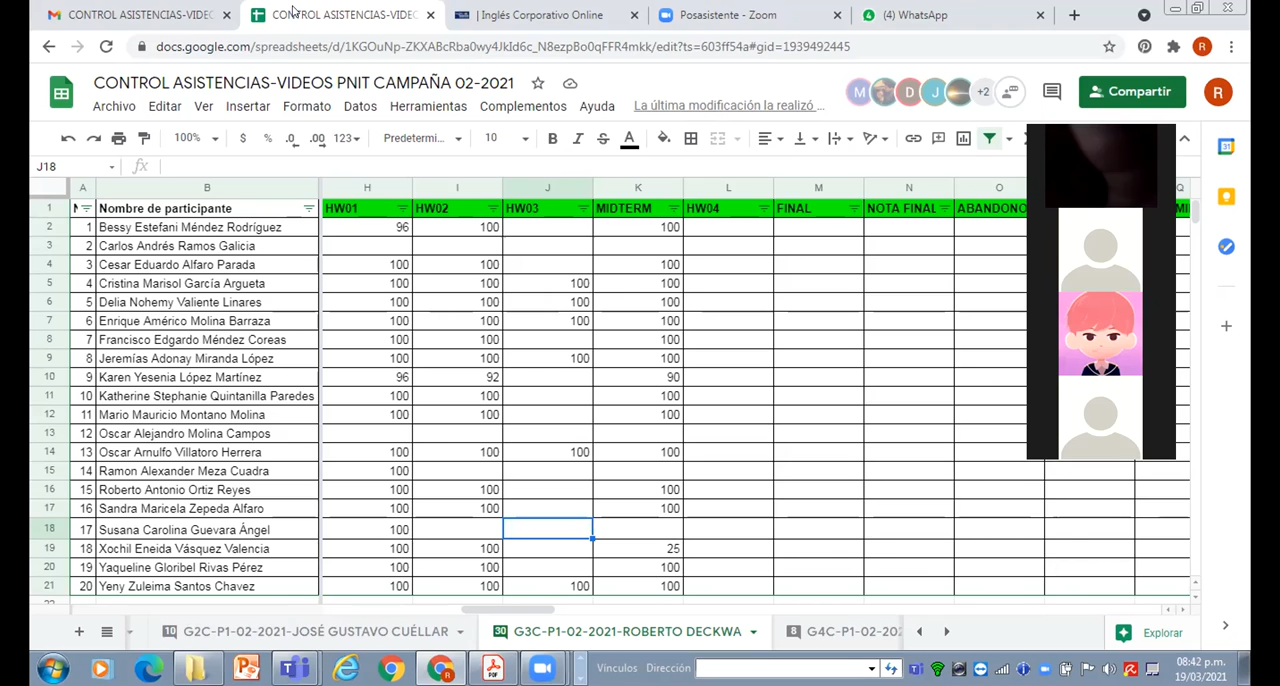 CONTROL ASISTENCIAS-VIDEO
CONTROL ASISTENCIAS-VIDEO
| Inglés Corporativo Online
Posasistente - Zoom
(4) WhatsApp
docs.google.com/spreadsheets/d/1KGOuNp-ZKXABcRba0wy4JkId6c_N8ezpBo0qFFR4mkk/edit?ts=603ff54a#gid=1939492445
R
CONTROL ASISTENCIAS-VIDEOS PNIT CAMPAÑA 02-2021
M D J +2
Compartir
R
Archivo Editar Ver Insertar Formato Datos Herramientas Complementos Ayuda La última modificación la realizó ...
100% $ % .0 .00 123 Predetermi... 10 B I S A
J18 fx
A B H I J K L M N O Q
1 Nombre de participante HW01 HW02 HW03 MIDTERM HW04 FINAL NOTA FINAL ABANDONO
2 1 Bessy Estefani Méndez Rodríguez 96 100 100
3 2 Carlos Andrés Ramos Galicia
4 3 Cesar Eduardo Alfaro Parada 100 100 100
5 4 Cristina Marisol García Argueta 100 100 100 100
6 5 Delia Nohemy Valiente Linares 100 100 100 100
7 6 Enrique Américo Molina Barraza 100 100 100 100
8 7 Francisco Edgardo Méndez Coreas 100 100 100
9 8 Jeremías Adonay Miranda López 100 100 100 100
10 9 Karen Yesenia López Martínez 96 92 90
11 10 Katherine Stephanie Quintanilla Paredes 100 100 100
12 11 Mario Mauricio Montano Molina 100 100 100
13 12 Oscar Alejandro Molina Campos
14 13 Oscar Arnulfo Villatoro Herrera 100 100 100 100
15 14 Ramon Alexander Meza Cuadra 100
16 15 Roberto Antonio Ortiz Reyes 100 100 100
17 16 Sandra Maricela Zepeda Alfaro 100 100 100
18 17 Susana Carolina Guevara Ángel 100
19 18 Xochil Eneida Vásquez Valencia 100 100 25
20 19 Yaqueline Gloribel Rivas Pérez 100 100 100
21 20 Yeny Zuleima Santos Chavez 100 100 100 100
10 G2C-P1-02-2021-JOSÉ GUSTAVO CUÉLLAR
30 G3C-P1-02-2021-ROBERTO DECKWA
8 G4C-P1-02-202
Explorar
Vínculos Dirección
08:42 p.m.
19/03/2021